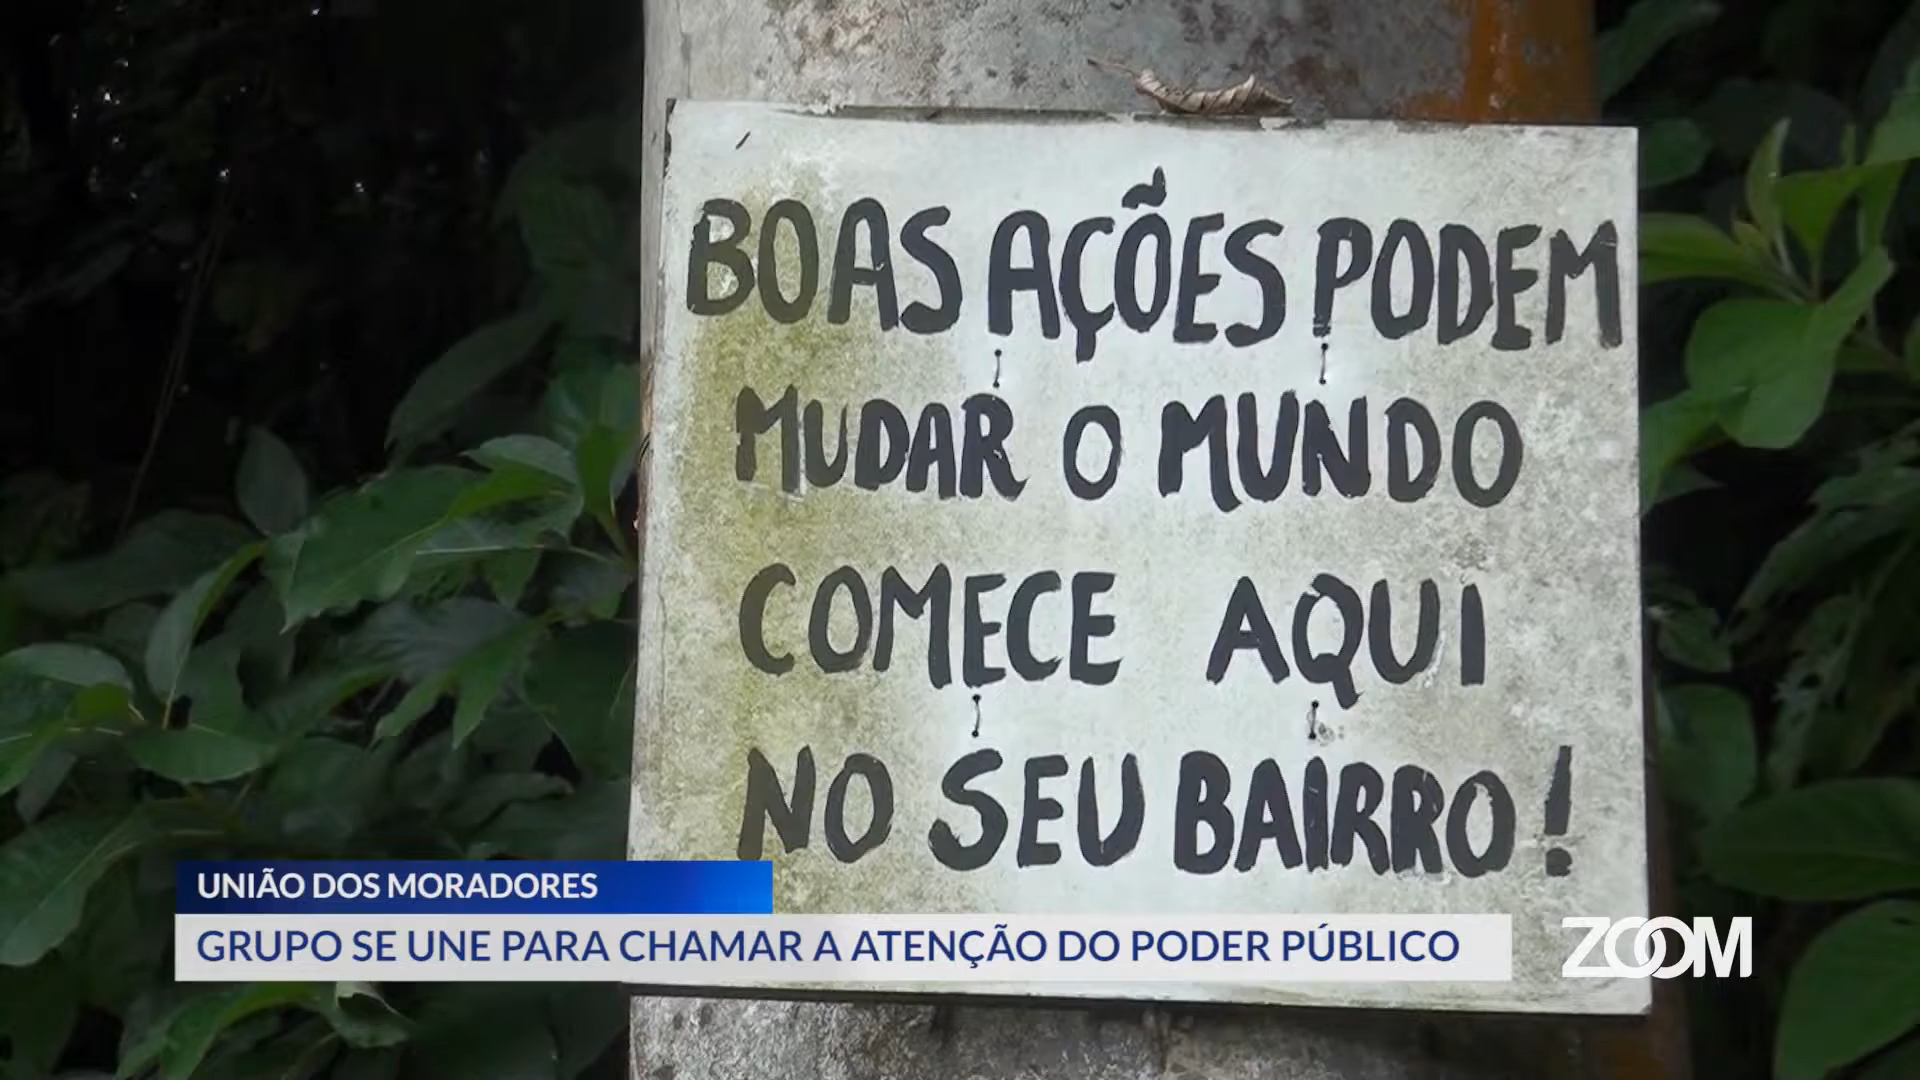 BOAS AÇÕES PODEM
MUDAR O MUNDO
COMECE AQUI
NO SEU BAIRRO!
UNIÃO DOS MORADORES
GRUPO SE UNE PARA CHAMAR A ATENÇÃO DO PODER PÚBLICO
ZOOM